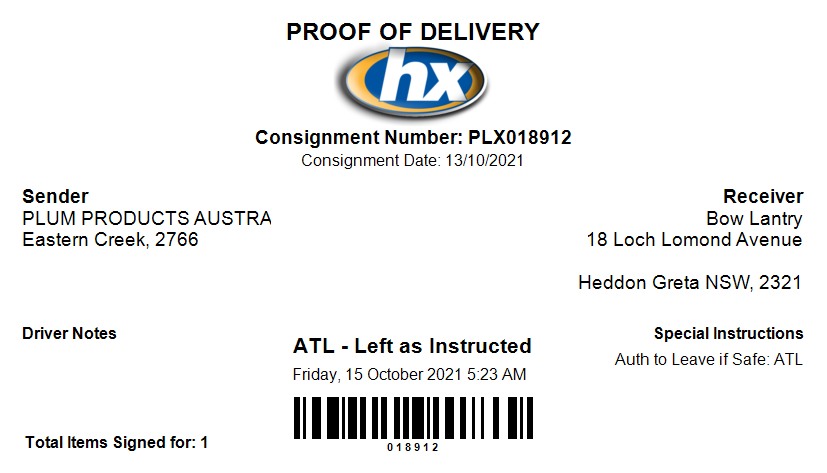 PROOF OF DELIVERY
hx
Consignment Number: PLX018912
Consignment Date: 13/10/2021
Sender
PLUM PRODUCTS AUSTRA
Eastern Creek, 2766
Receiver
Bow Lantry
18 Loch Lomond Avenue
Heddon Greta NSW, 2321
Driver Notes
ATL - Left as Instructed
Friday, 15 October 2021 5:23 AM
Special Instructions
Auth to Leave if Safe: ATL
018912
Total Items Signed for: 1